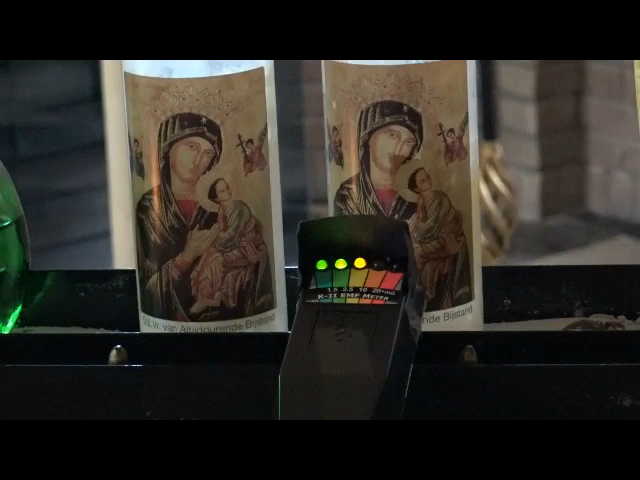 O.L.Vr. van Altijddurende Bijstand
rende Bijstand
1.5 2.5 10 20+mG
K-II EMF METER